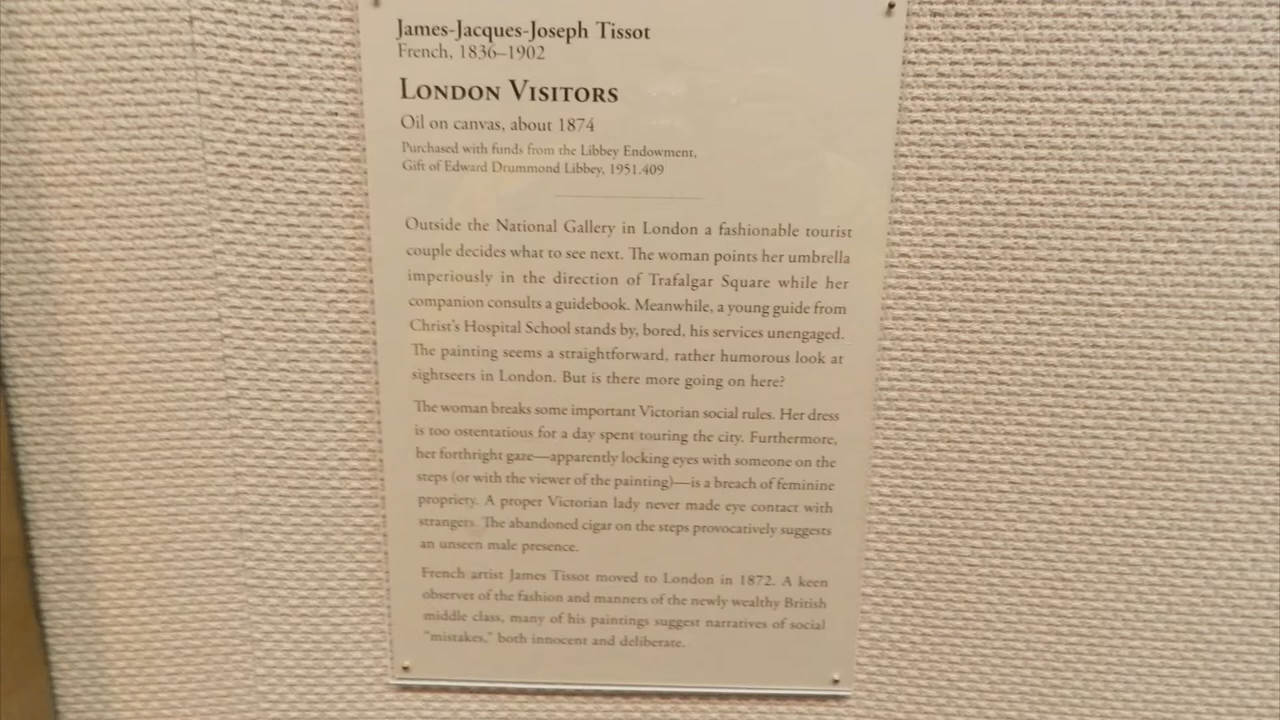 James-Jacques-Joseph Tissot
French, 1836–1902
London Visitors
Oil on canvas, about 1874
Purchased with funds from the Libbey Endowment,
Gift of Edward Drummond Libbey, 1951.409
Outside the National Gallery in London a fashionable tourist
couple decides what to see next. The woman points her umbrella
imperiously in the direction of Trafalgar Square while her
companion consults a guidebook. Meanwhile, a young guide from
Christ's Hospital School stands by, bored, his services unengaged.
The painting seems a straightforward, rather humorous look at
sightseers in London. But is there more going on here?
The woman breaks some important Victorian social rules. Her dress
is too ostentatious for a day spent touring the city. Furthermore,
her forthright gaze—apparently locking eyes with someone on the
steps (or with the viewer of the painting)—is a breach of feminine
propriety. A proper Victorian lady never made eye contact with
strangers. The abandoned cigar on the steps provocatively suggests
an unseen male presence.
French artist James Tissot moved to London in 1872. A keen
observer of the fashion and manners of the newly wealthy British
middle class, many of his paintings suggest narratives of social
"mistakes," both innocent and deliberate.